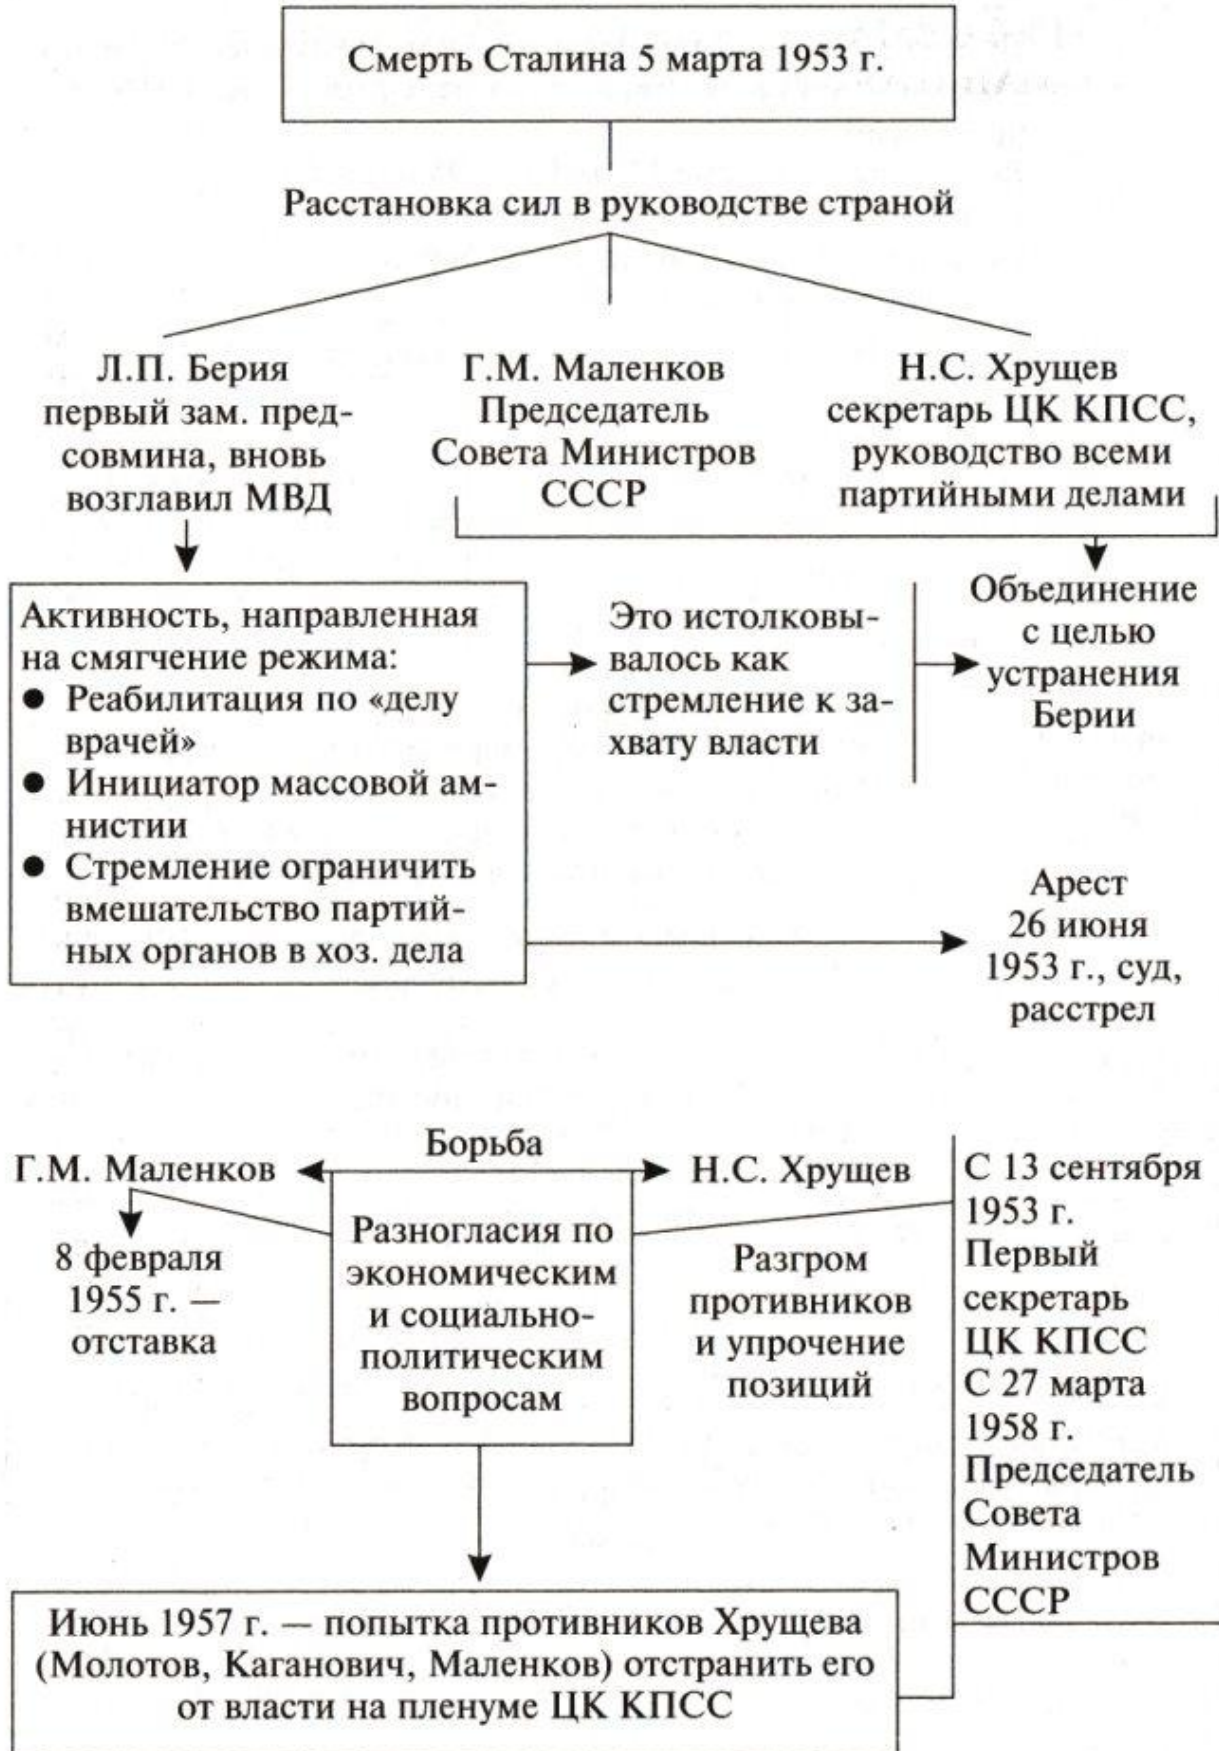 Смерть Сталина 5 марта 1953 г.
Расстановка сил в руководстве страной
Л.П. Берия
первый зам. пред-
совмина, вновь
возглавил МВД
Г.М. Маленков
Председатель
Совета Министров
СССР
Н.С. Хрущев
секретарь ЦК КПСС,
руководство всеми
партийными делами
Активность, направленная
на смягчение режима:
● Реабилитация по «делу
врачей»
● Инициатор массовой ам-
нистии
● Стремление ограничить
вмешательство партий-
ных органов в хоз. дела
Это истолковы-
валось как
стремление к за-
хвату власти
Объединение
с целью
устранения
Берии
Арест
26 июня
1953 г., суд,
расстрел
Борьба
Г.М. Маленков
Н.С. Хрущев
8 февраля
1955 г. —
отставка
Разногласия по
экономическим
и социально-
политическим
вопросам
Разгром
противников
и упрочение
позиций
С 13 сентября
1953 г.
Первый
секретарь
ЦК КПСС
С 27 марта
1958 г.
Председатель
Совета
Министров
СССР
Июнь 1957 г. — попытка противников Хрущева
(Молотов, Каганович, Маленков) отстранить его
от власти на пленуме ЦК КПСС